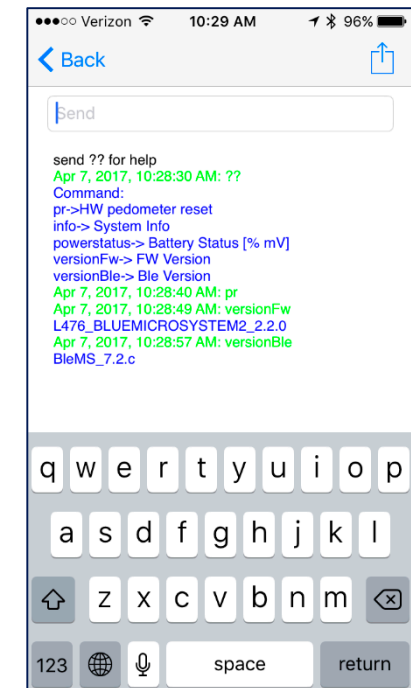 Verizon 10:29 AM 96%
Back
Send
send ?? for help
Apr 7, 2017, 10:28:30 AM: ??
Command:
pr->HW pedometer reset
info-> System Info
powerstatus-> Battery Status [% mV]
versionFw-> FW Version
versionBle-> Ble Version
Apr 7, 2017, 10:28:40 AM: pr
Apr 7, 2017, 10:28:49 AM: versionFw
L476_BLUEMICROSYSTEM2_2.2.0
Apr 7, 2017, 10:28:57 AM: versionBle
BleMS_7.2.c
q w e r t y u i o p
a s d f g h j k l
z x c v b n m
123 space return